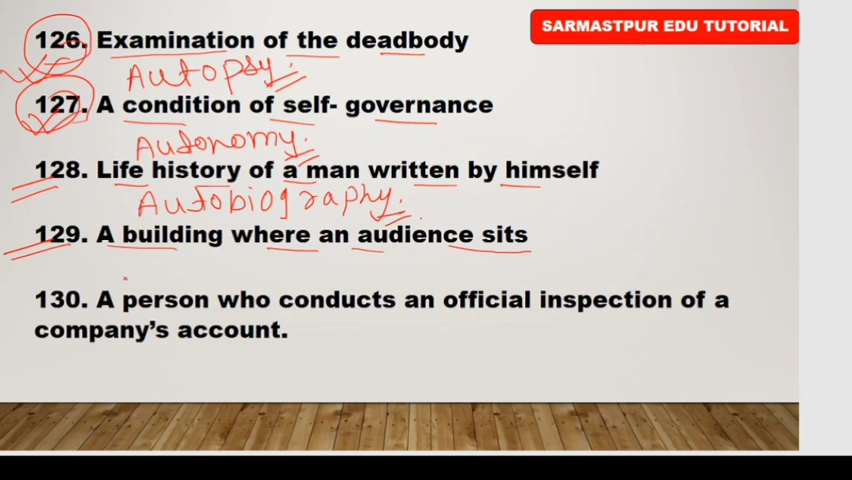 SARMASTPUR EDU TUTORIAL
126. Examination of the deadbody
Autopsy.
127. A condition of self- governance
Autonomy.
128. Life history of a man written by himself
Autobiography.
129. A building where an audience sits
130. A person who conducts an official inspection of a
company's account.